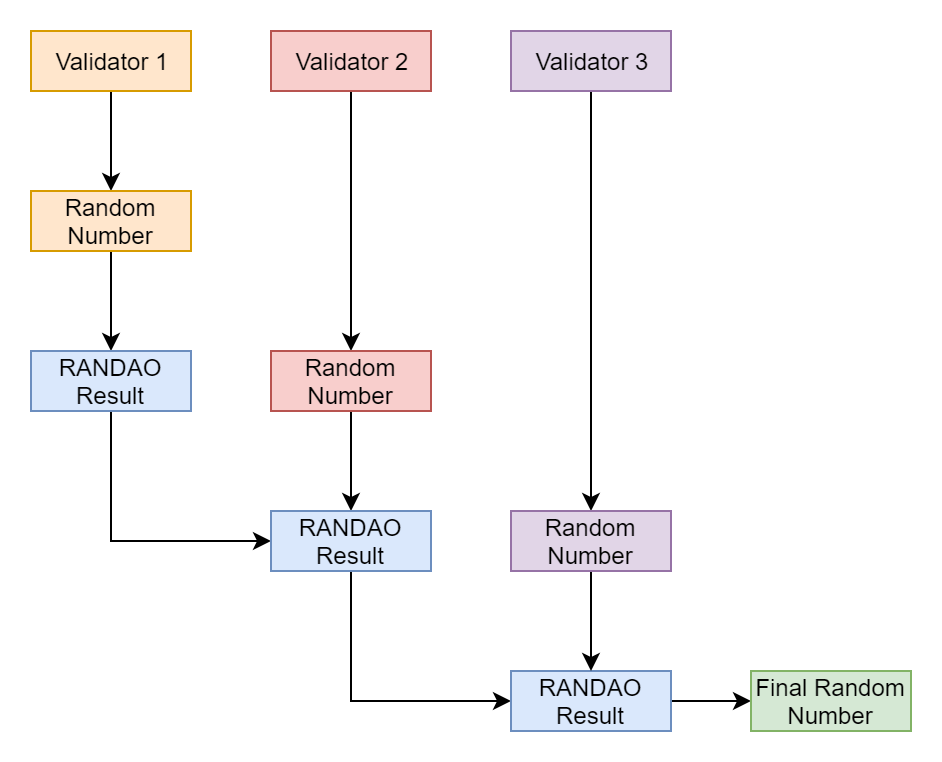 Validator 1
Validator 2
Validator 3
Random
Number
RANDAO
Result
Random
Number
RANDAO
Result
Random
Number
RANDAO
Result
Final Random
Number